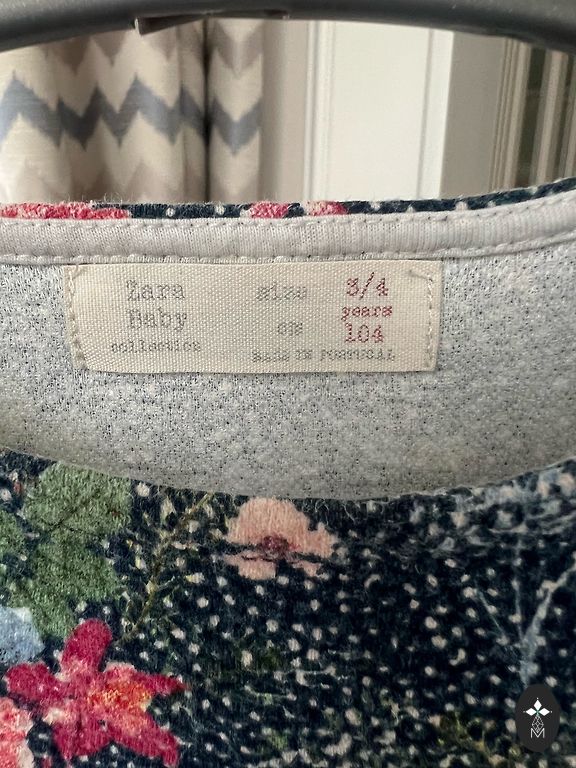 Zara size 3/4
Baby years
cm 104
collection MADE IN PORTUGAL
M